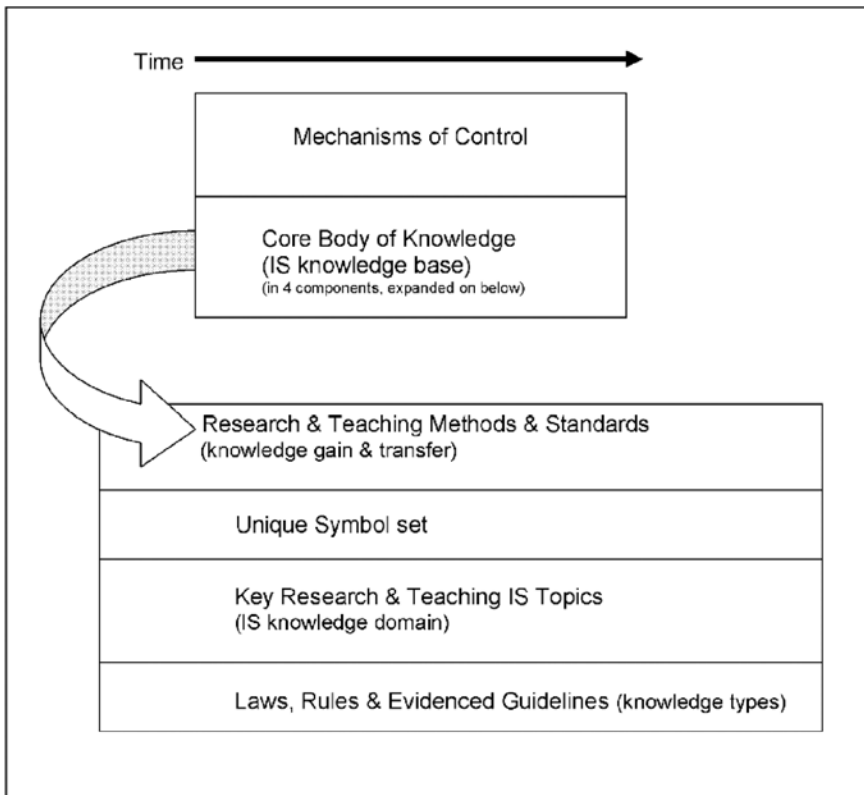 Time
Mechanisms of Control
Core Body of Knowledge
(IS knowledge base)
(in 4 components, expanded on below)
Research & Teaching Methods & Standards
(knowledge gain & transfer)
Unique Symbol set
Key Research & Teaching IS Topics
(IS knowledge domain)
Laws, Rules & Evidenced Guidelines (knowledge types)